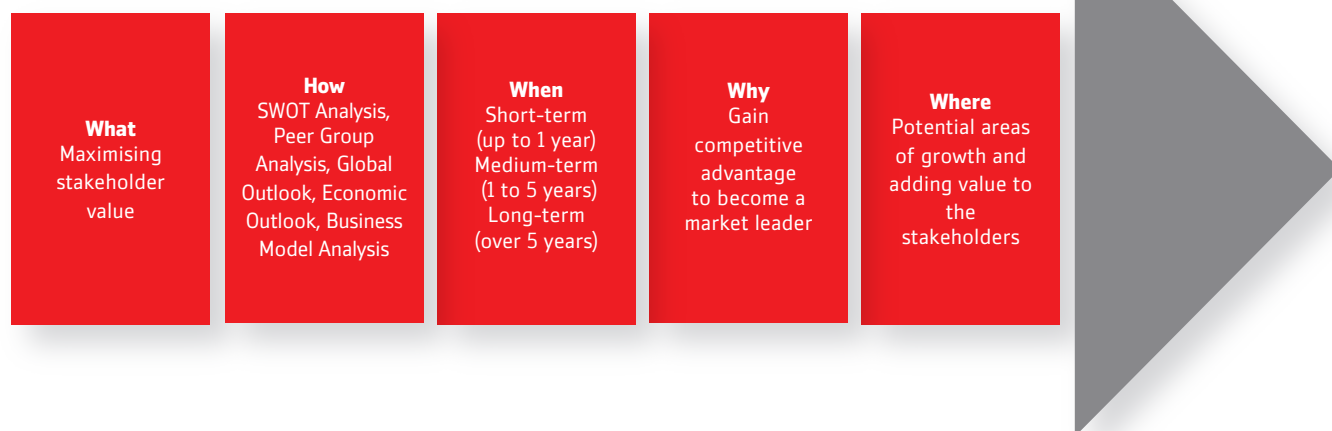 What
Maximising
stakeholder
value
How
SWOT Analysis,
Peer Group
Analysis, Global
Outlook, Economic
Outlook, Business
Model Analysis
When
Short-term
(up to 1 year)
Medium-term
(1 to 5 years)
Long-term
(over 5 years)
Why
Gain
competitive
advantage
to become a
market leader
Where
Potential areas
of growth and
adding value to
the
stakeholders